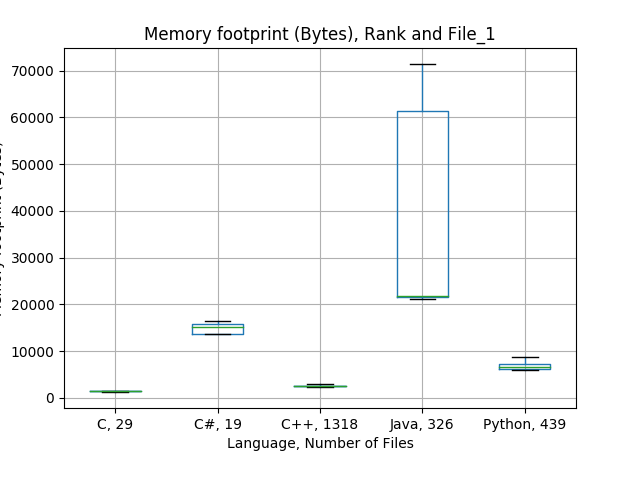 Memory footprint (Bytes), Rank and File_1
70000
60000
50000
40000
30000
20000
10000
0
C, 29 C#, 19 C++, 1318 Java, 326 Python, 439
Language, Number of Files